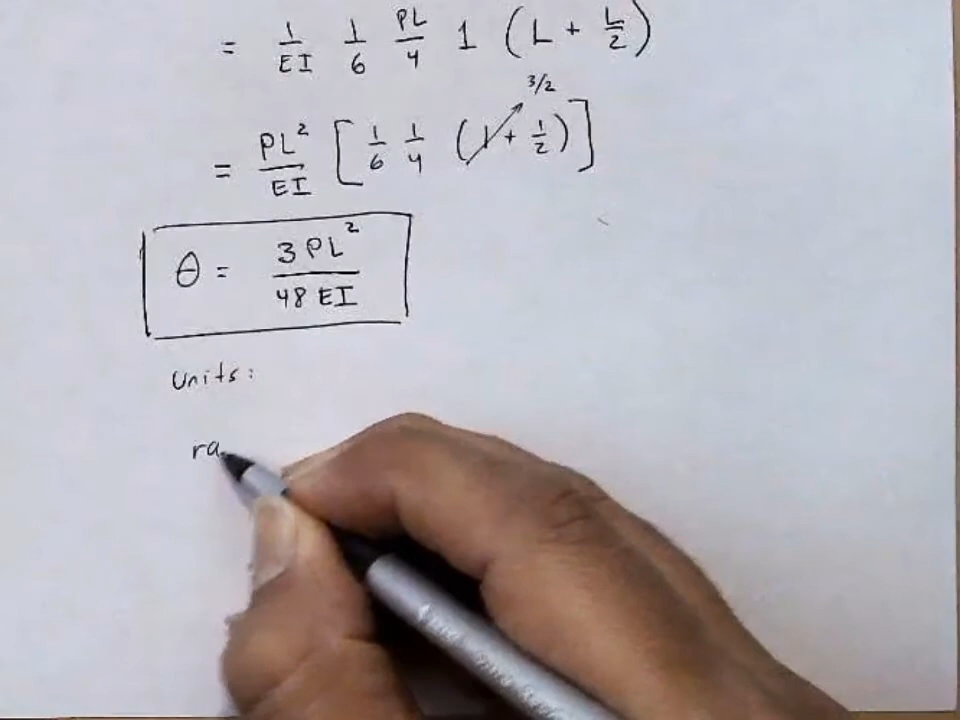 = 1/EI 1/6 PL/4 1 (L + L/2)
3/2
= PL²/EI [1/6 1/4 (1 + 1/2)]
θ = 3PL²/48EI
Units:
ra